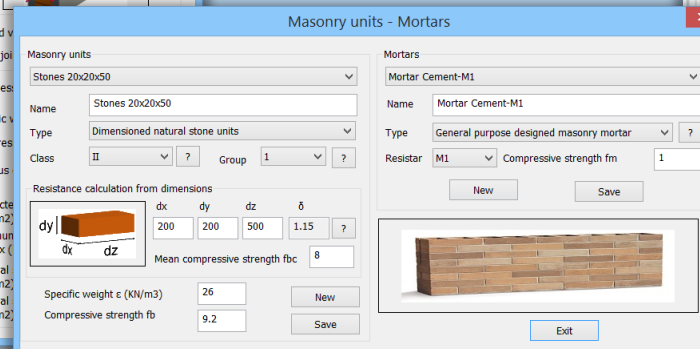 Masonry units - Mortars
Masonry units
Stones 20x20x50
Name
Stones 20x20x50
Type
Dimensioned natural stone units
Class
II
?
Group
1
?
Resistance calculation from dimensions
dx
dy
dz
δ
200
200
500
1.15
?
dy
dx
dz
Mean compressive strength fbc
8
Specific weight ε (KN/m3)
26
New
Compressive strength fb
9.2
Save
Mortars
Mortar Cement-M1
Name
Mortar Cement-M1
Type
General purpose designed masonry mortar
?
Resistar
M1
Compressive strength fm
1
New
Save
Exit